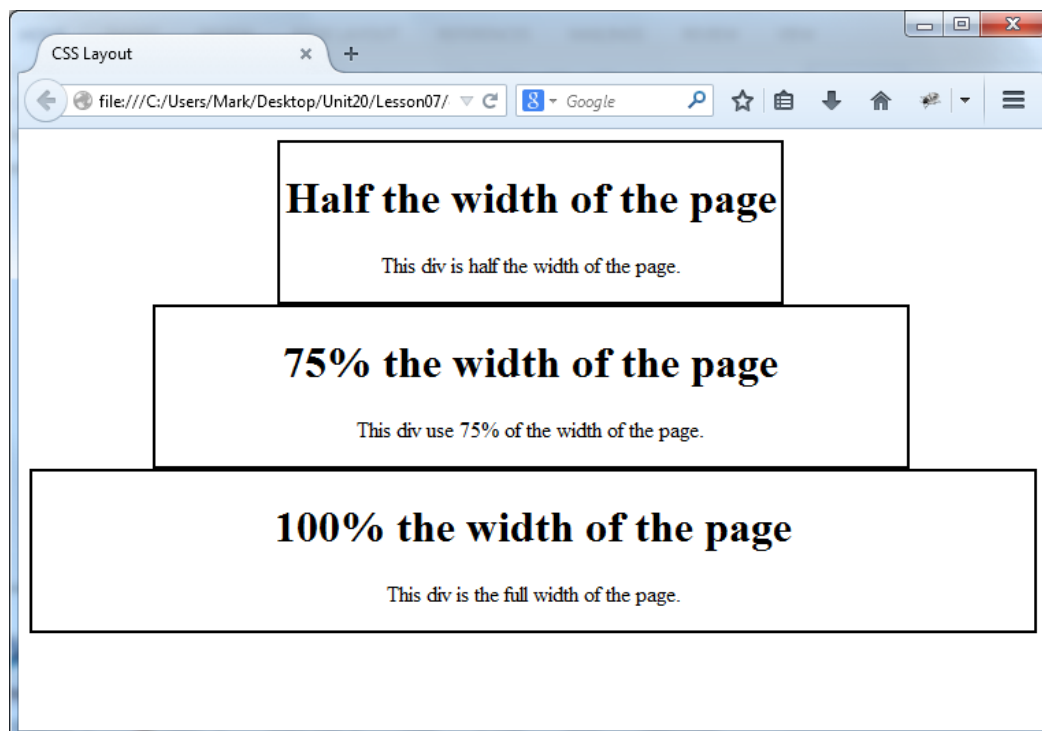 CSS Layout
file:///C:/Users/Mark/Desktop/Unit20/Lesson07/
8
Google
Half the width of the page
This div is half the width of the page.
75% the width of the page
This div use 75% of the width of the page.
100% the width of the page
This div is the full width of the page.